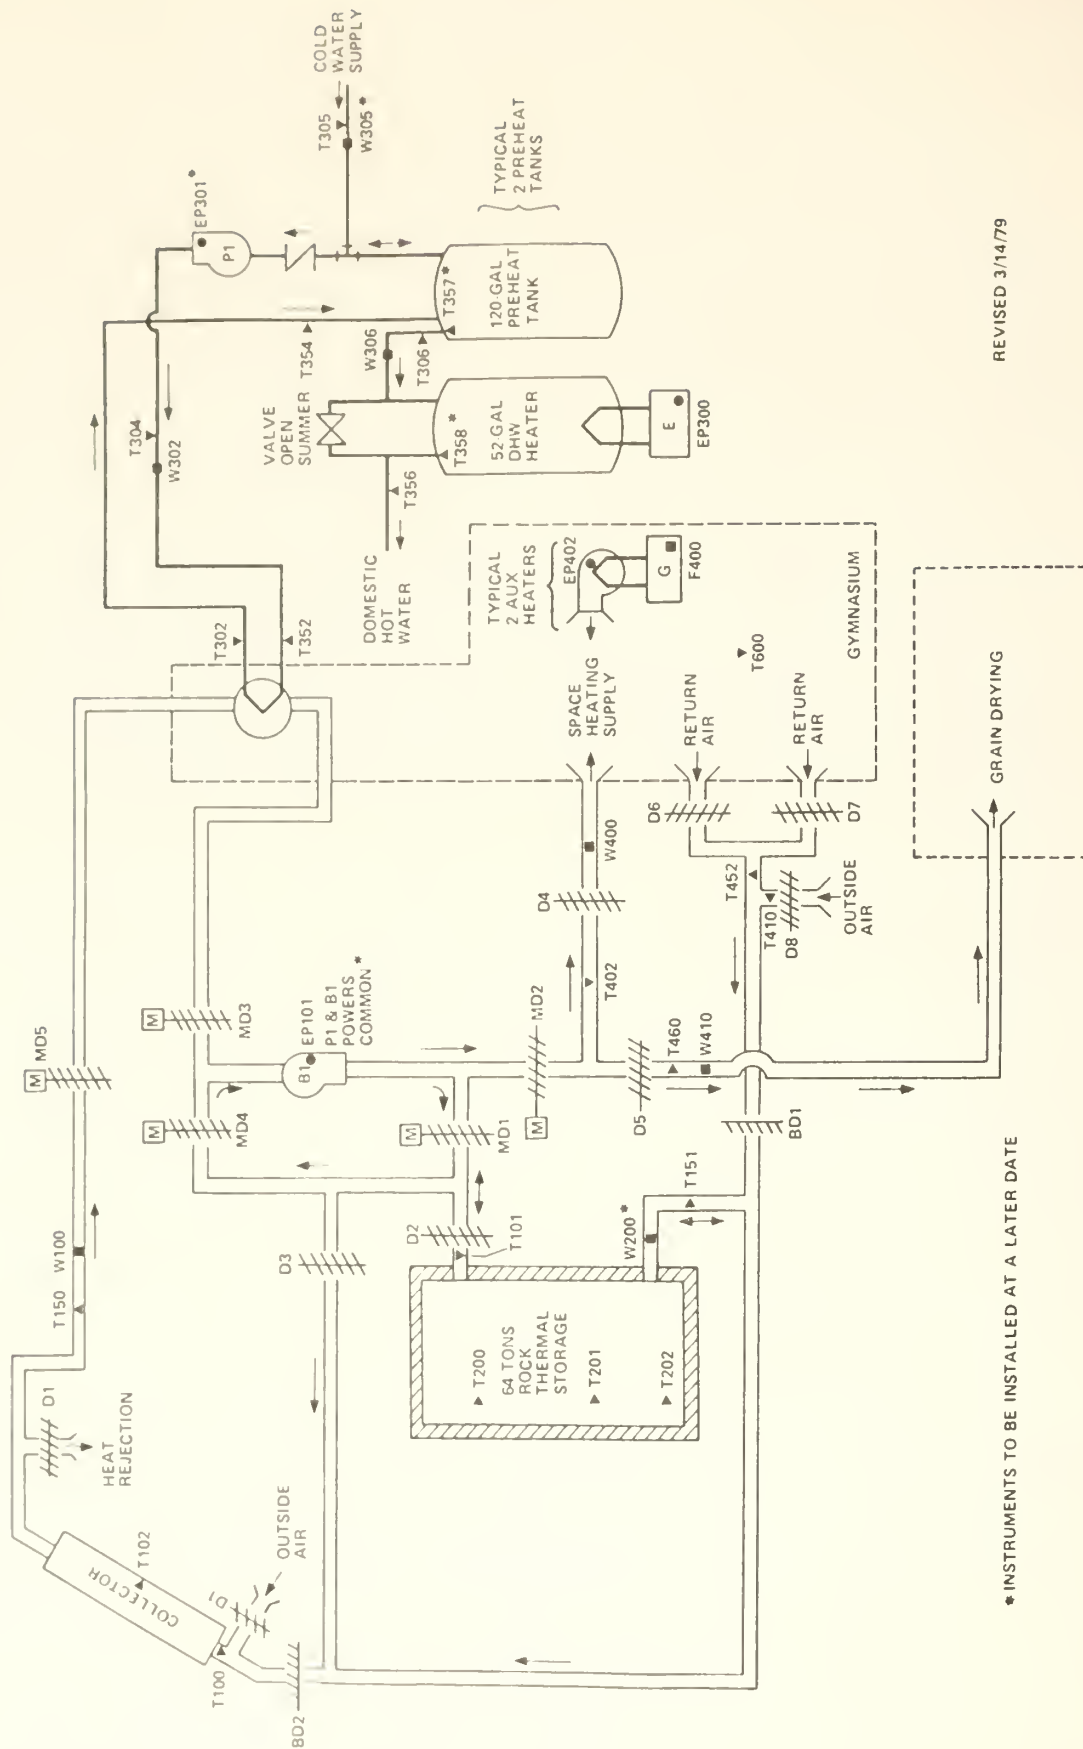 COLLECTOR
T102
T100
D1
OUTSIDE
AIR
BD2
D1
HEAT
REJECTION
T150
W100
MD5
M
D3
MD4
M
MD3
M
B1
EP101
P1 & B1
POWERS *
COMMON
MD1
M
MD2
M
D2
T101
T200
64 TONS
ROCK
THERMAL
STORAGE
T201
T202
W200*
T151
BD1
D5
T460
W410
T402
D4
W400
T452
T410
D8
OUTSIDE
AIR
D6
D7
RETURN
AIR
RETURN
AIR
SPACE
HEATING
SUPPLY
TYPICAL
2 AUX
HEATERS
EP402
G
F400
T600
GYMNASIUM
GRAIN DRYING
T302
T352
T304
W302
P1
EP301*
COLD
WATER
SUPPLY
T305
W305*
TYPICAL
2 PREHEAT
TANKS
T354
T357*
120-GAL
PREHEAT
TANK
W306
T306
VALVE
OPEN
SUMMER
T358*
52-GAL
DHW
HEATER
T356
DOMESTIC
HOT
WATER
E
EP300
* INSTRUMENTS TO BE INSTALLED AT A LATER DATE
REVISED 3/14/79